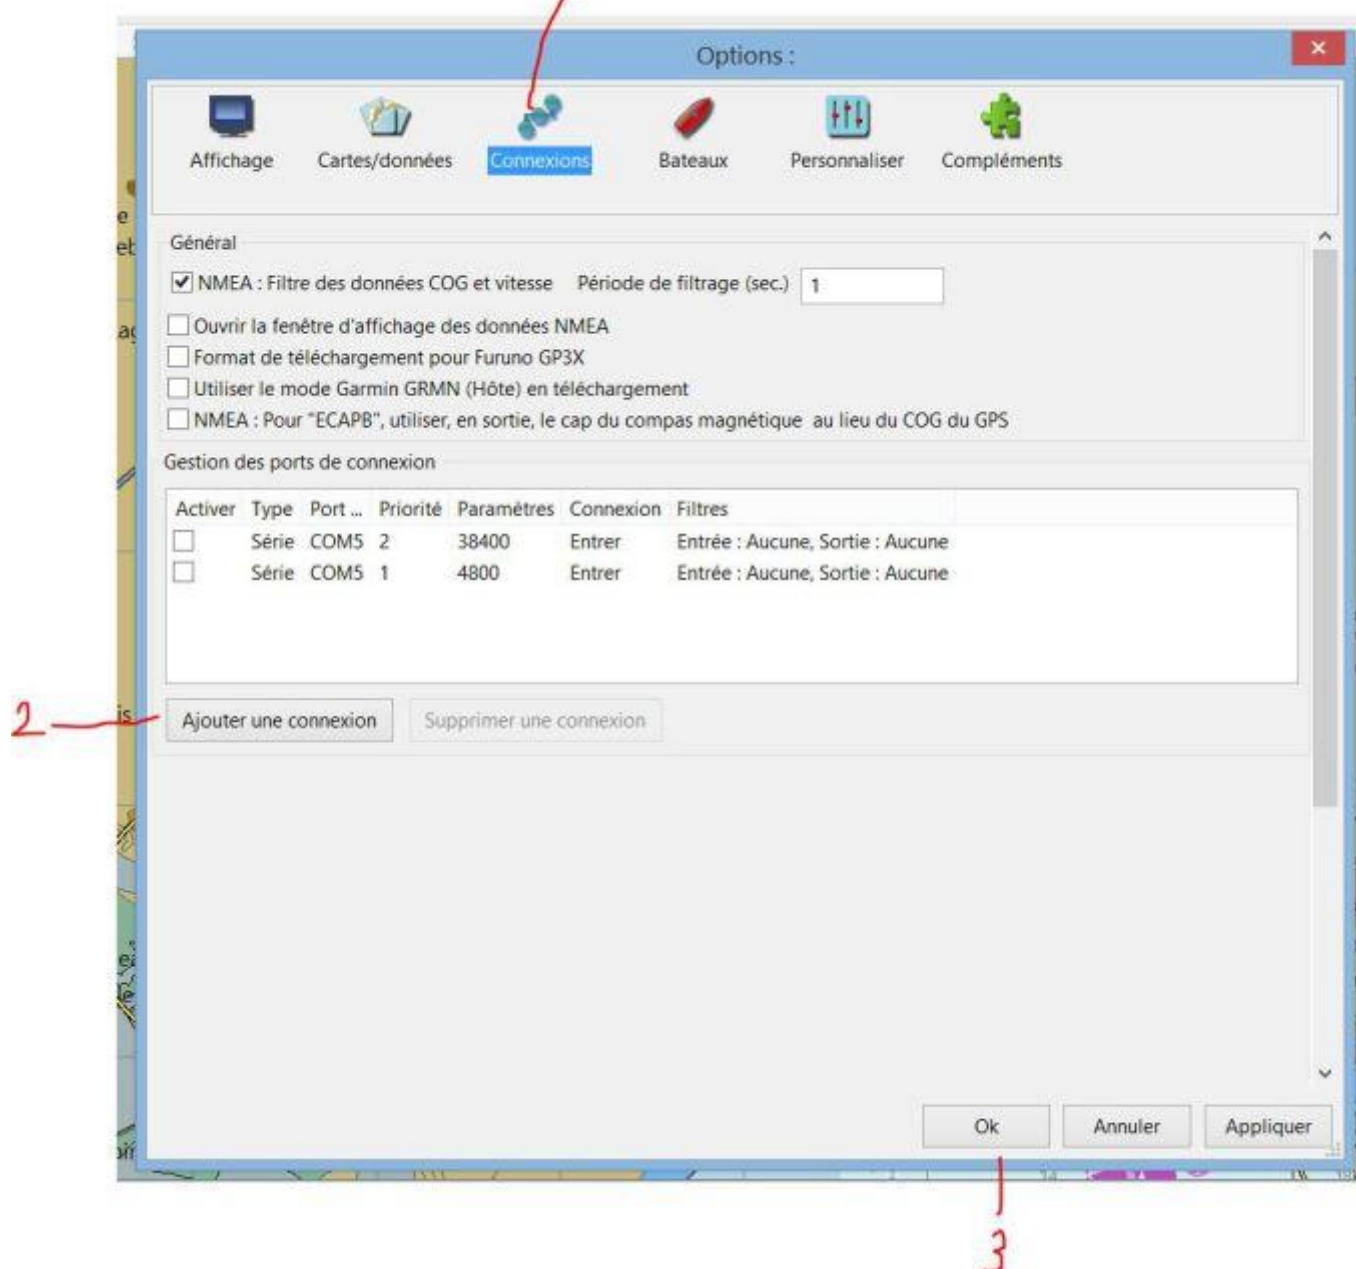 Options :
Affichage Cartes/données Connexions Bateaux Personnaliser Compléments
Général
NMEA : Filtre des données COG et vitesse Période de filtrage (sec.) 1
Ouvrir la fenêtre d'affichage des données NMEA
Format de téléchargement pour Furuno GP3X
Utiliser le mode Garmin GRMN (Hôte) en téléchargement
NMEA : Pour "ECAPB", utiliser, en sortie, le cap du compas magnétique au lieu du COG du GPS
Gestion des ports de connexion
Activer Type Port ... Priorité Paramètres Connexion Filtres
Série COM5 2 38400 Entrer Entrée : Aucune, Sortie : Aucune
Série COM5 1 4800 Entrer Entrée : Aucune, Sortie : Aucune
2 Ajouter une connexion Supprimer une connexion
Ok Annuler Appliquer
3